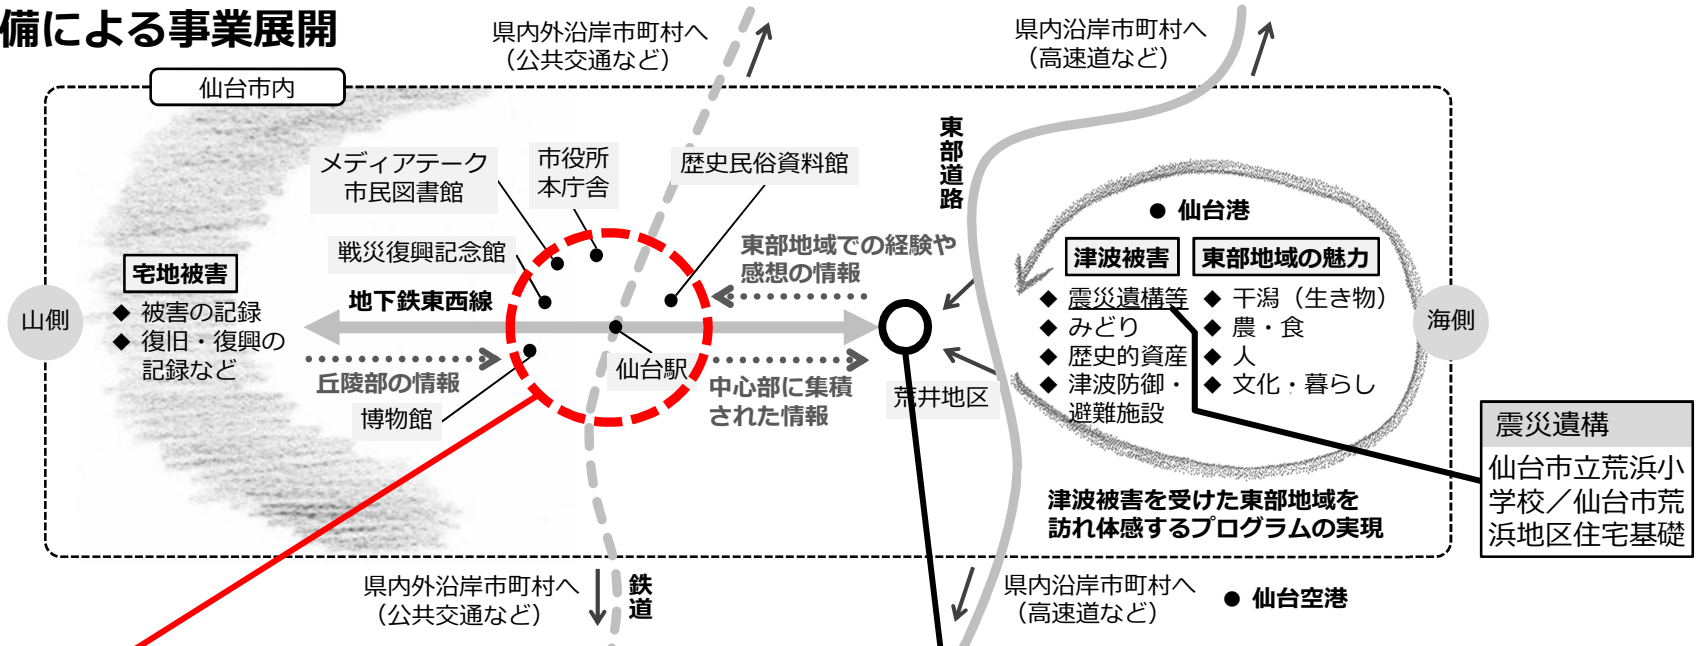 備による事業展開
県内外沿岸市町村へ
（公共交通など）
県内沿岸市町村へ
（高速道など）
仙台市内
東部道路
メディアテーク
市民図書館
市役所
本庁舎
歴史民俗資料館
仙台港
戦災復興記念館
東部地域での経験や
感想の情報
宅地被害
津波被害
東部地域の魅力
地下鉄東西線
山側
◆ 被害の記録
◆ 復旧・復興の
記録など
◆ 震災遺構等
◆ みどり
◆ 歴史的資産
◆ 津波防御・
避難施設
◆ 干潟（生き物）
◆ 農・食
◆ 人
◆ 文化・暮らし
海側
丘陵部の情報
仙台駅
中心部に集積
された情報
荒井地区
博物館
震災遺構
仙台市立荒浜小
学校／仙台市荒
浜地区住宅基礎
津波被害を受けた東部地域を
訪れ体感するプログラムの実現
県内外沿岸市町村へ
（公共交通など）
鉄道
県内沿岸市町村へ
（高速道など）
仙台空港